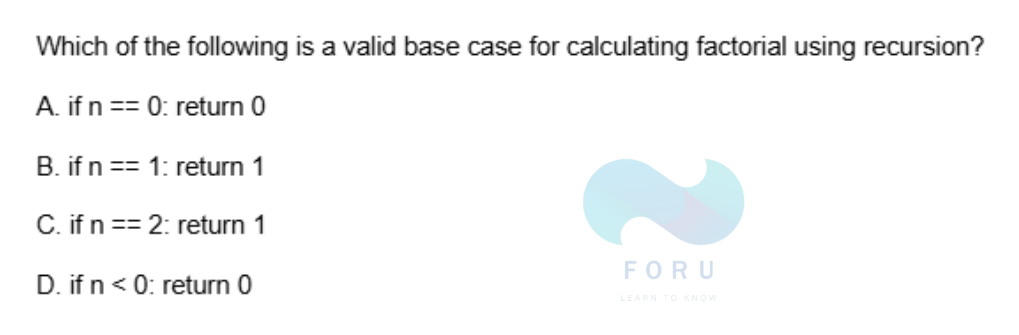 Which of the following is a valid base case for calculating factorial using recursion?
A. if n == 0: return 0
B. if n == 1: return 1
C. if n == 2: return 1
D. if n < 0: return 0
FORU
LEARN TO KNOW